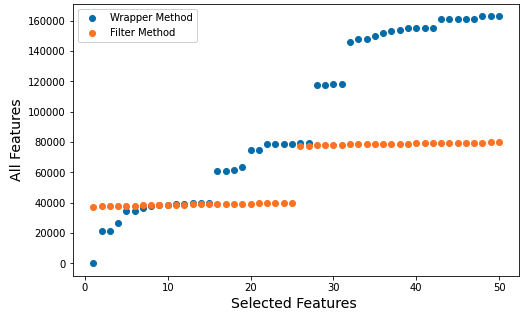 Wrapper Method
Filter Method
160000
140000
120000
100000
80000
60000
40000
20000
0
All Features
0 10 20 30 40 50
Selected Features